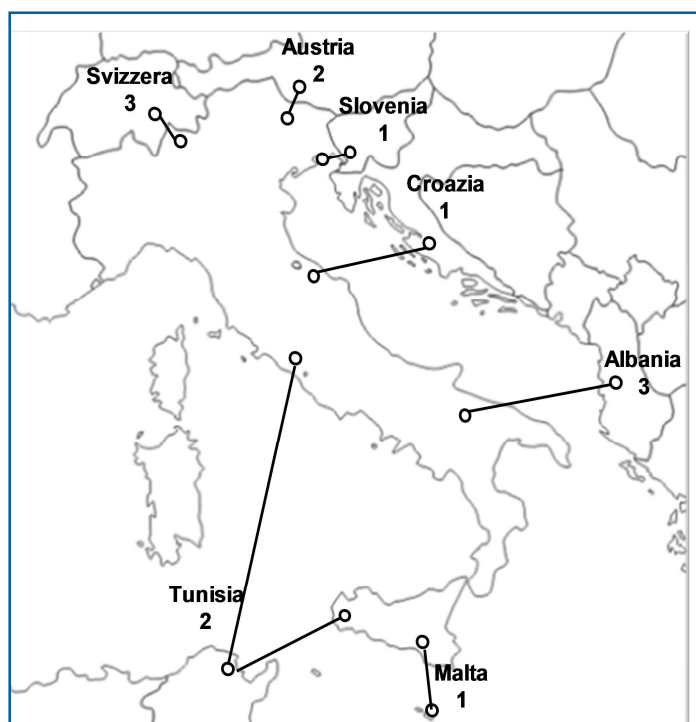 Austria
2
Svizzera
3
Slovenia
1
Croazia
1
Albania
3
Tunisia
2
Malta
1